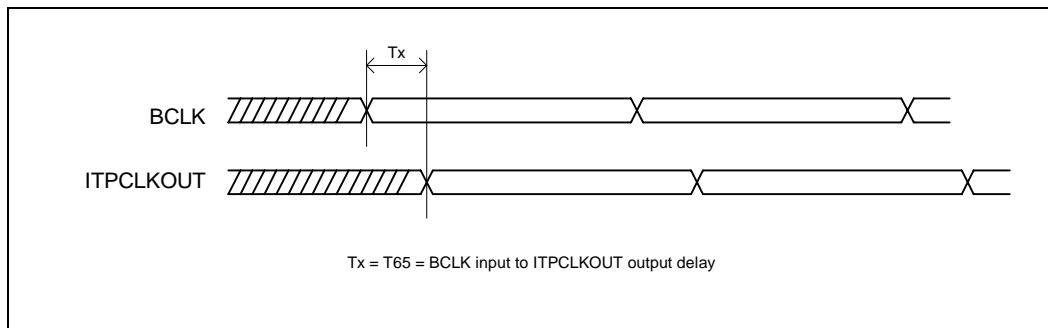 Tx
BCLK
ITPCLKOUT
Tx = T65 = BCLK input to ITPCLKOUT output delay